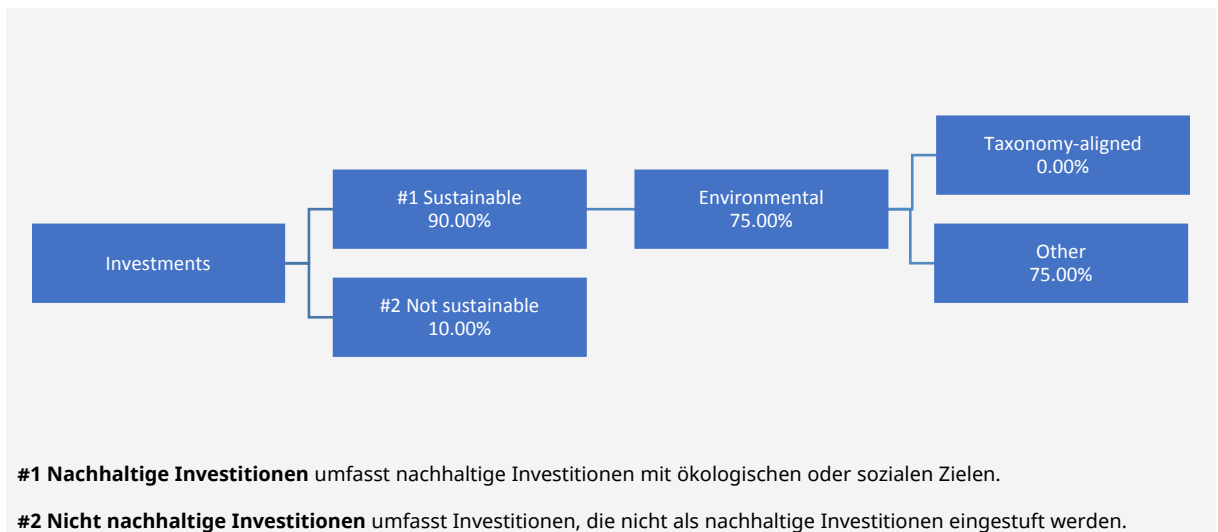 Taxonomy-aligned
0.00%
#1 Sustainable
90.00%
Environmental
75.00%
Investments
Other
75.00%
#2 Not sustainable
10.00%
#1 Nachhaltige Investitionen umfasst nachhaltige Investitionen mit ökologischen oder sozialen Zielen.
#2 Nicht nachhaltige Investitionen umfasst Investitionen, die nicht als nachhaltige Investitionen eingestuft werden.